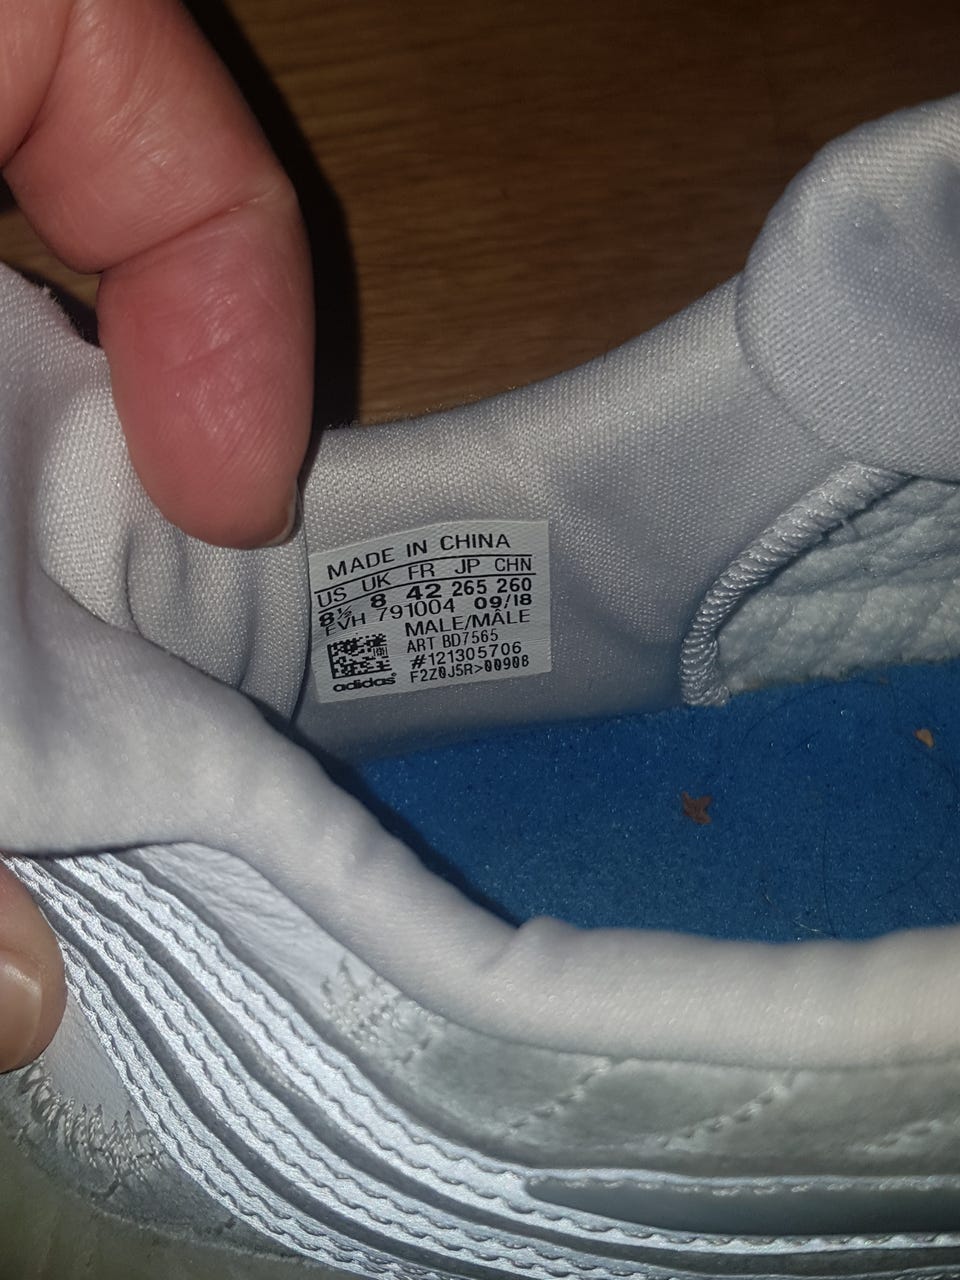 MADE IN CHINA
US UK FR JP CHN
8½ 8 42 265 260
EVH 791004 09/18
MALE/MÂLE
ART BD7565
#121305706
F2Z0J5R>00908
adidas